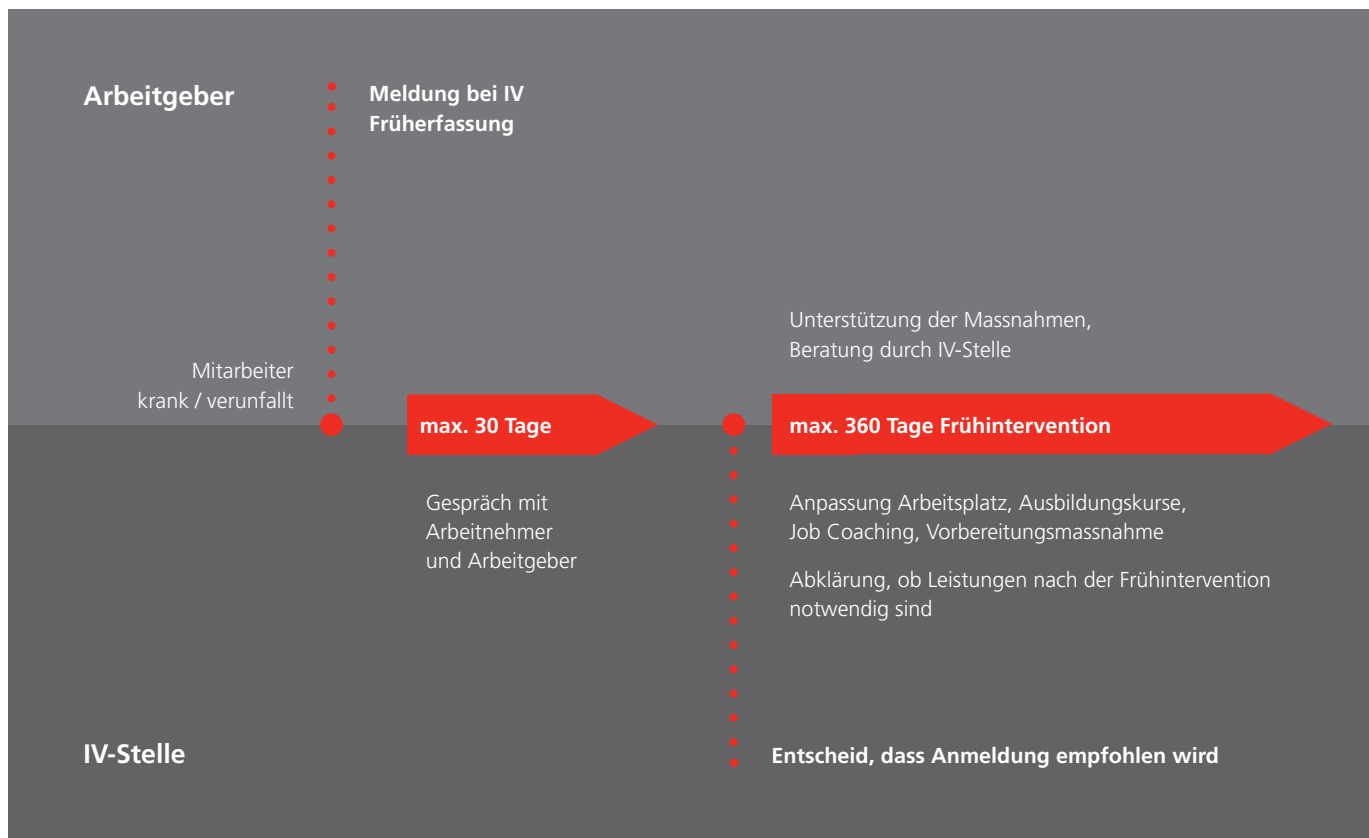 Arbeitgeber
Meldung bei IV
Früherfassung
Mitarbeiter
krank / verunfallt
max. 30 Tage
Gespräch mit
Arbeitnehmer
und Arbeitgeber
Unterstützung der Massnahmen,
Beratung durch IV-Stelle
max. 360 Tage Frühintervention
Anpassung Arbeitsplatz, Ausbildungskurse,
Job Coaching, Vorbereitungsmassnahme
Abklärung, ob Leistungen nach der Frühintervention
notwendig sind
IV-Stelle
Entscheid, dass Anmeldung empfohlen wird